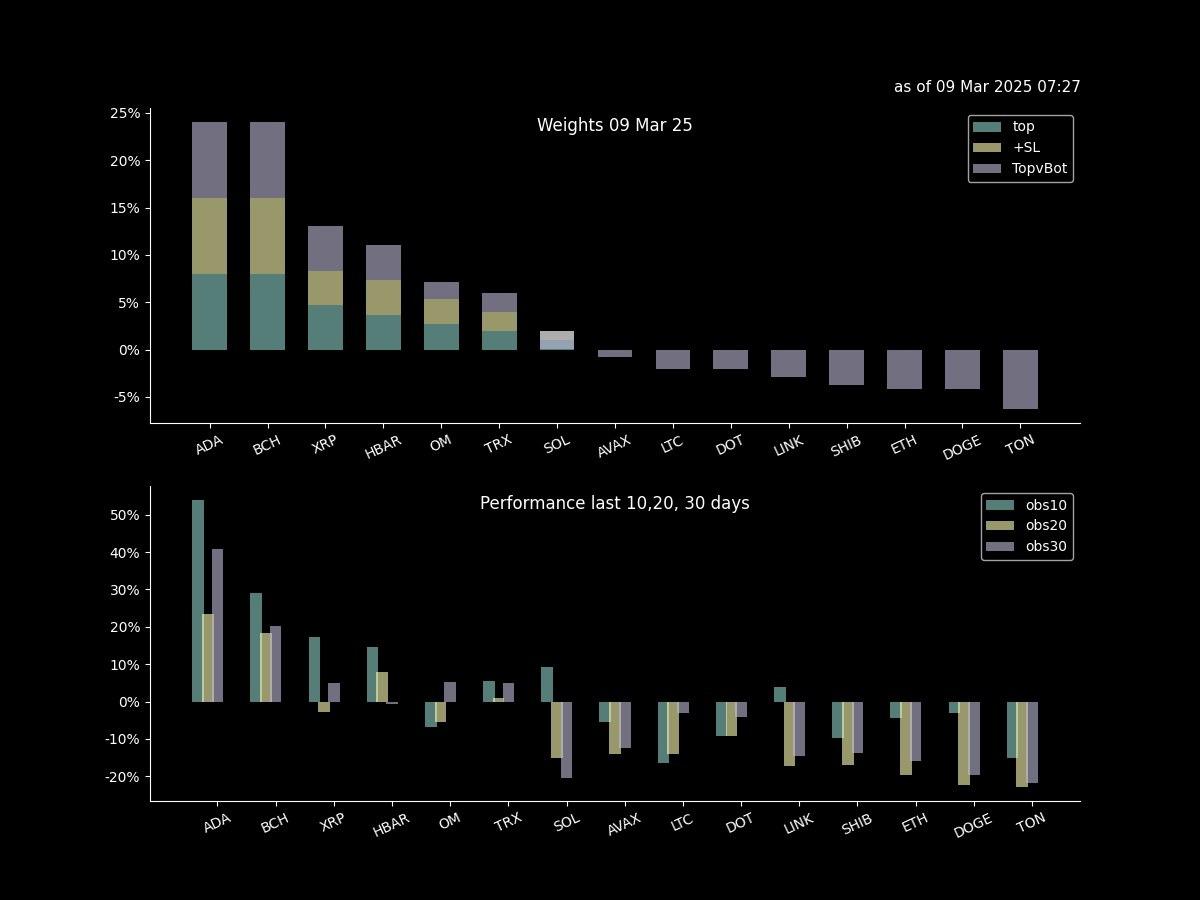 as of 09 Mar 2025 07:27
Weights 09 Mar 25
top
+SL
TopvBot
25%
20%
15%
10%
5%
0%
-5%
ADA BCH XRP HBAR OM TRX SOL AVAX LTC DOT LINK SHIB ETH DOGE TON
Performance last 10,20, 30 days
obs10
obs20
obs30
50%
40%
30%
20%
10%
0%
-10%
-20%
ADA BCH XRP HBAR OM TRX SOL AVAX LTC DOT LINK SHIB ETH DOGE TON